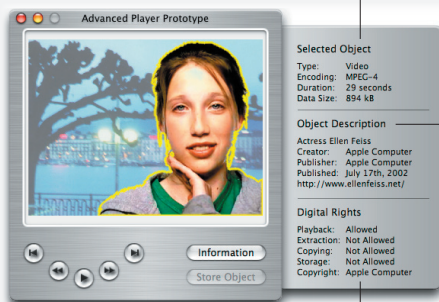 Advanced Player Prototype
Information
Store Object
Selected Object
Type: Video
Encoding: MPEG-4
Duration: 29 seconds
Data Size: 894 kB
Object Description
Actress Ellen Feiss
Creator: Apple Computer
Publisher: Apple Computer
Published: July 17th, 2002
http://www.ellenfeiss.net/
Digital Rights
Playback: Allowed
Extraction: Not Allowed
Copying: Not Allowed
Storage: Not Allowed
Copyright: Apple Computer